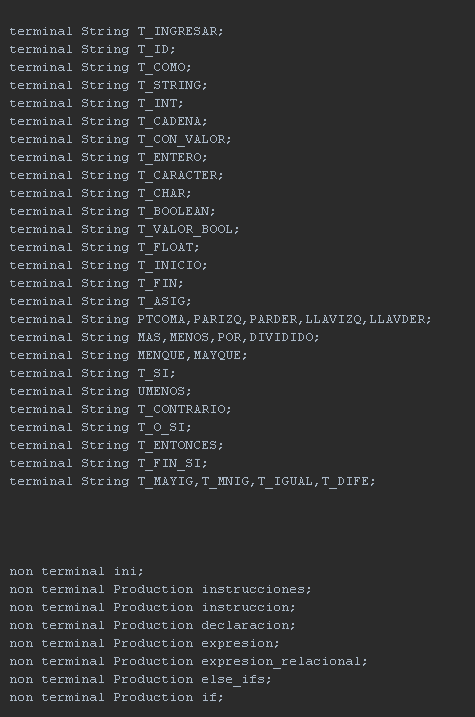 terminal String T_INGRESAR;
terminal String T_ID;
terminal String T_COMO;
terminal String T_STRING;
terminal String T_INT;
terminal String T_CADENA;
terminal String T_CON_VALOR;
terminal String T_ENTERO;
terminal String T_CARACTER;
terminal String T_CHAR;
terminal String T_BOOLEAN;
terminal String T_VALOR_BOOL;
terminal String T_FLOAT;
terminal String T_INICIO;
terminal String T_FIN;
terminal String T_ASIG;
terminal String PTCOMA,PARIZQ,PARDER,LLAVIZQ,LLAVDER;
terminal String MAS,MENOS,POR,DIVIDIDO;
terminal String MENQUE,MAYQUE;
terminal String T_SI;
terminal String UMENOS;
terminal String T_CONTRARIO;
terminal String T_O_SI;
terminal String T_ENTONCES;
terminal String T_FIN_SI;
terminal String T_MAYIG,T_MNIG,T_IGUAL,T_DIFE;
non terminal ini;
non terminal Production instrucciones;
non terminal Production instruccion;
non terminal Production declaracion;
non terminal Production expresion;
non terminal Production expresion_relacional;
non terminal Production else_ifs;
non terminal Production if;